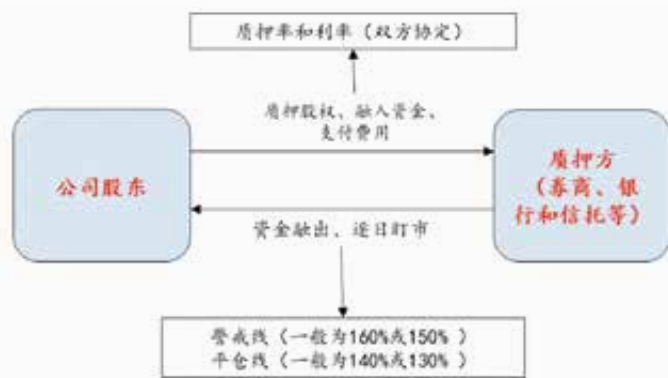 质押率和利率（双方协定）
质押股权、融入资金、
支付费用
公司股东
质押方
（券商、银
行和信托等）
资金融出、逐日盯市
警戒线（一般为160%或150%）
平仓线（一般为140%或130%）